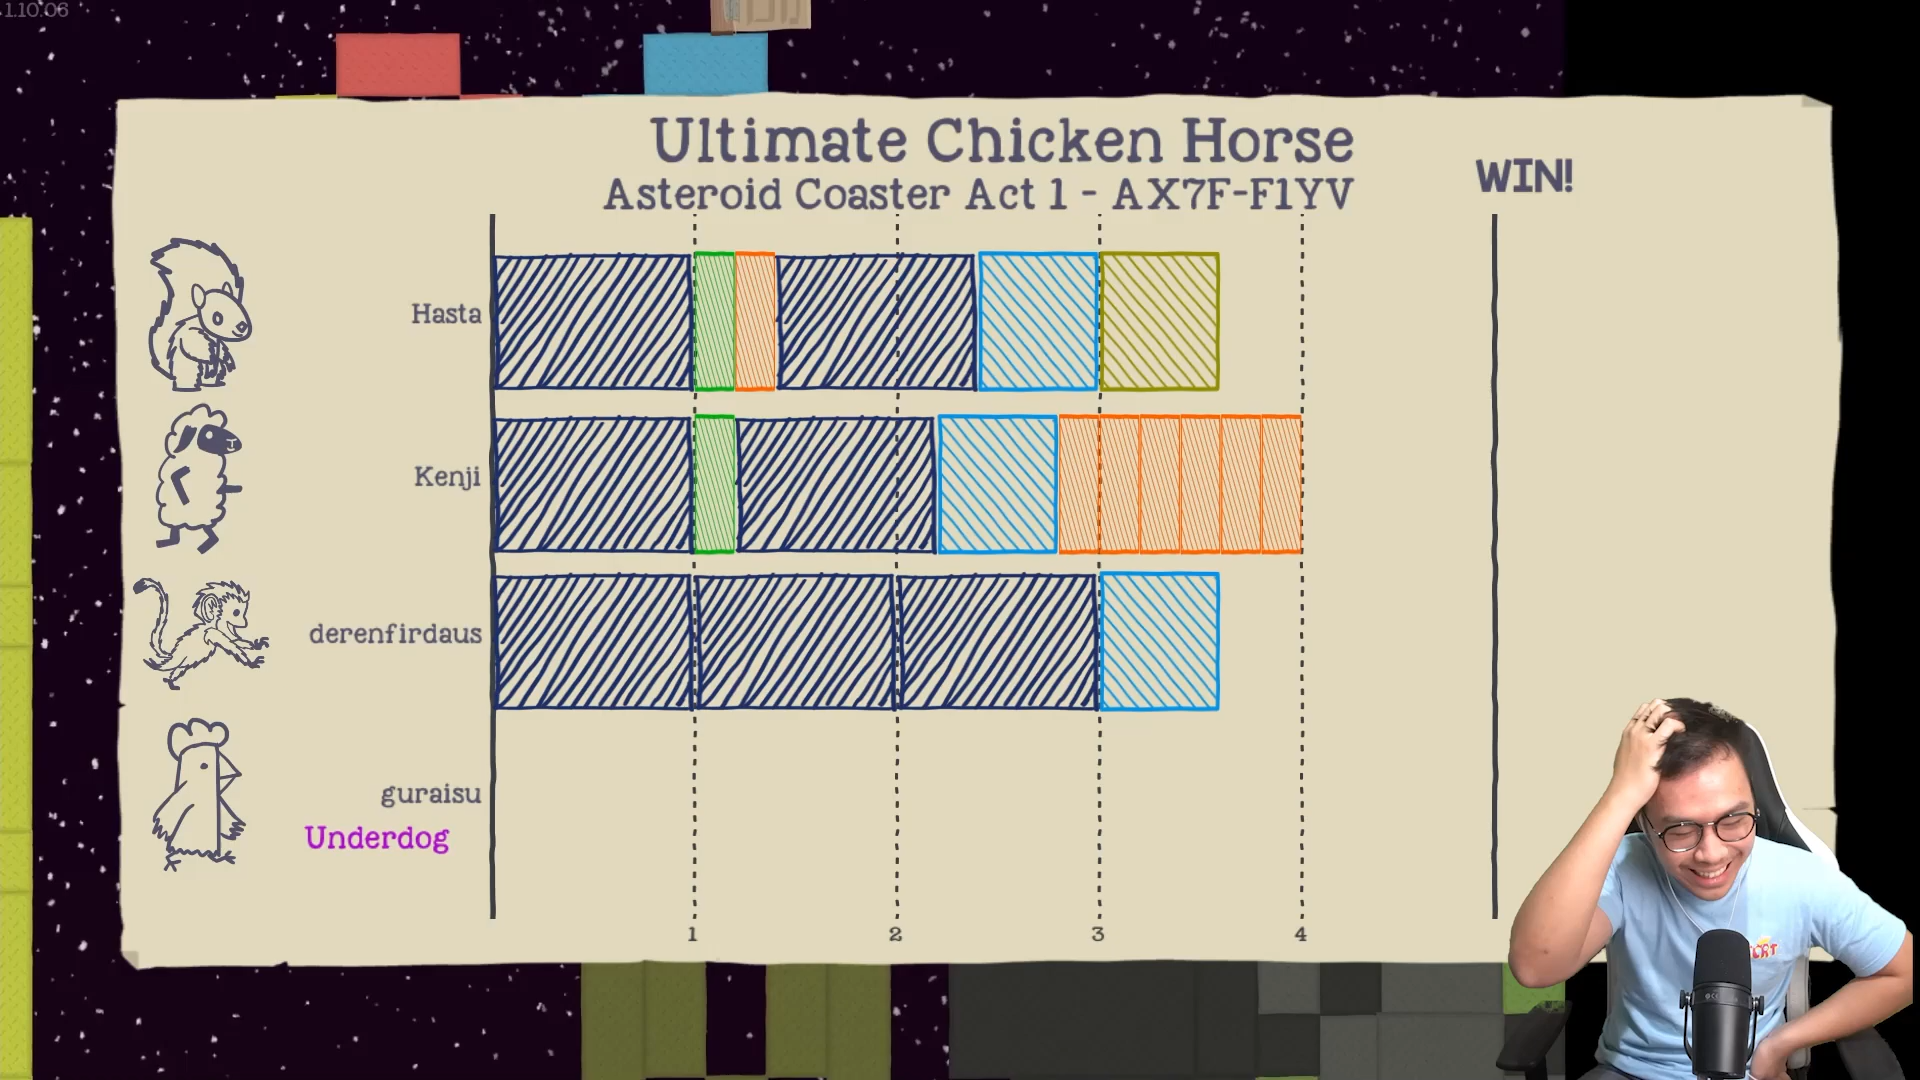 1.10.06
Ultimate Chicken Horse
Asteroid Coaster Act 1 - AX7F-F1YV
WIN!
Hasta
Kenji
derenfirdaus
guraisu
Underdog
1 2 3 4